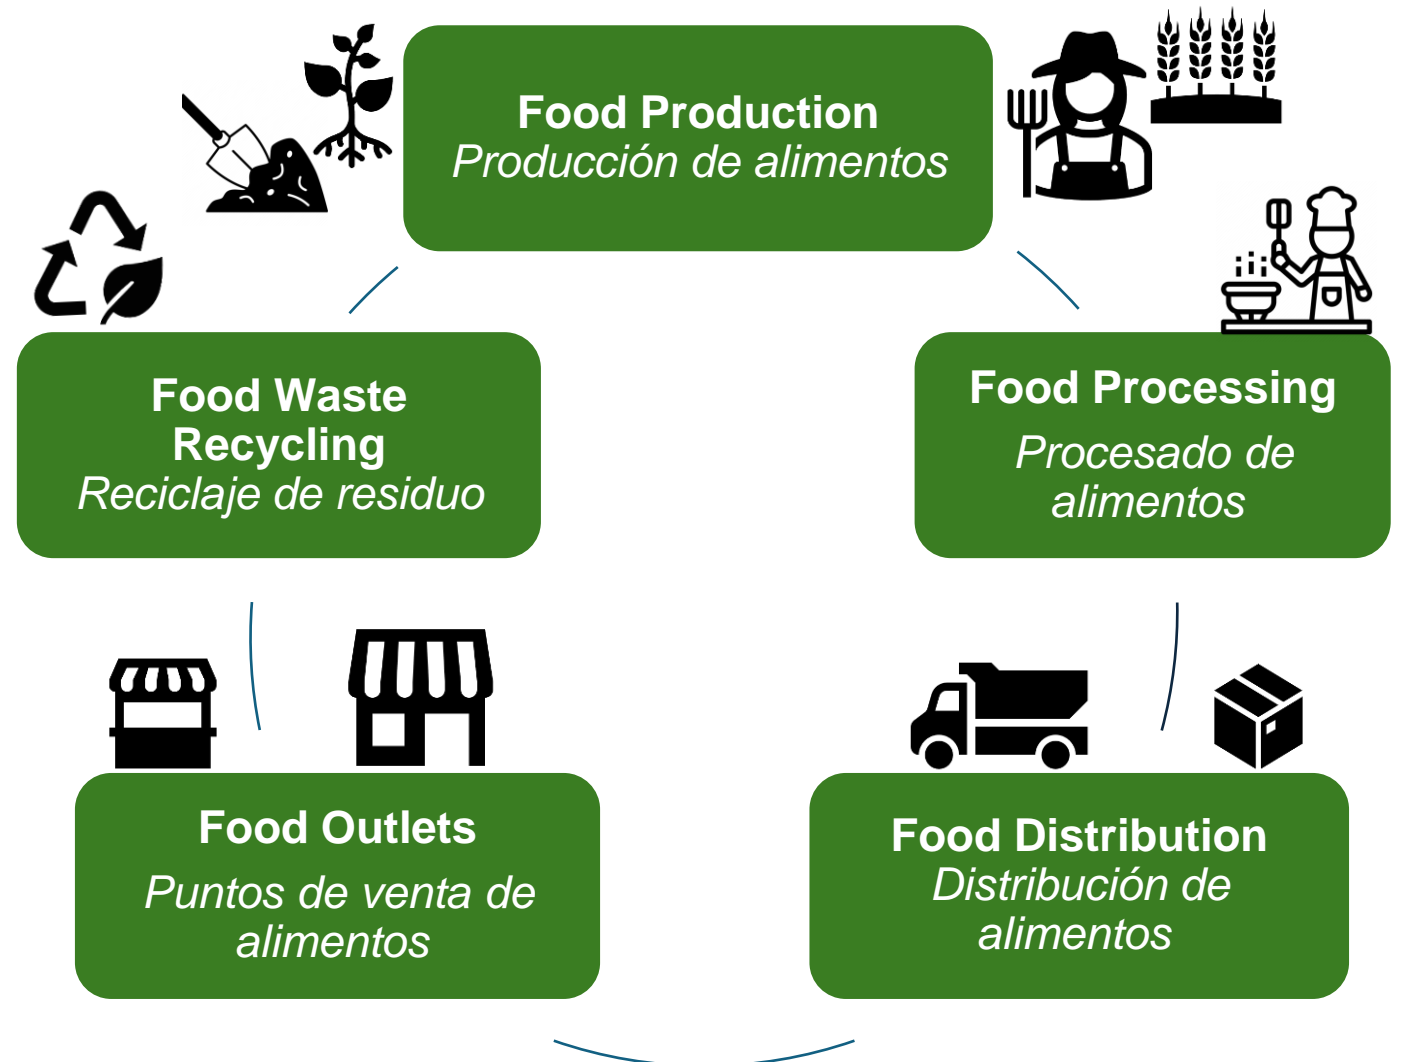 Food Production
Producción de alimentos
Food Waste
Recycling
Reciclaje de residuo
Food Processing
Procesado de
alimentos
Food Outlets
Puntos de venta de
alimentos
Food Distribution
Distribución de
alimentos